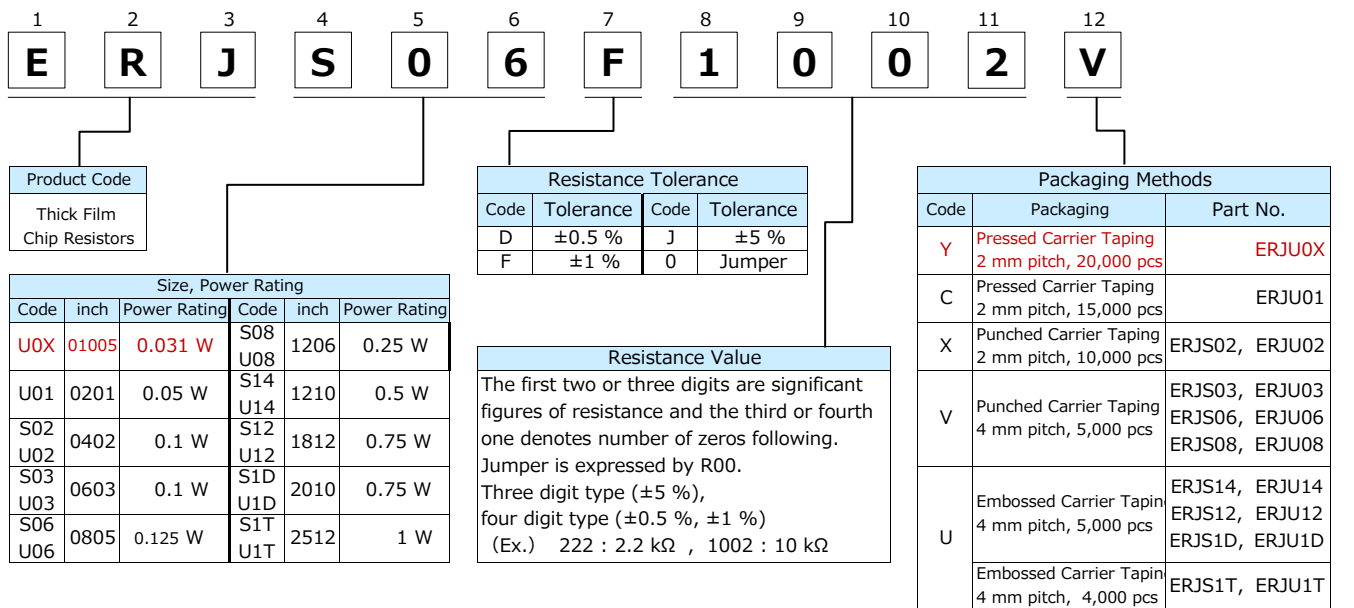 1 2 3 4 5 6 7 8 9 10 11 12
E R J S 0 6 F 1 0 0 2 V
Product Code
Thick Film
Chip Resistors
Size, Power Rating
Code inch Power Rating Code inch Power Rating
U0X 01005 0.031 W S08 U08 1206 0.25 W
U01 0201 0.05 W S14 U14 1210 0.5 W
S02 U02 0402 0.1 W S12 U12 1812 0.75 W
S03 U03 0603 0.1 W S1D U1D 2010 0.75 W
S06 U06 0805 0.125 W S1T U1T 2512 1 W
Resistance Tolerance
Code Tolerance Code Tolerance
D ±0.5 % J ±5 %
F ±1 % 0 Jumper
Resistance Value
The first two or three digits are significant
figures of resistance and the third or fourth
one denotes number of zeros following.
Jumper is expressed by R00.
Three digit type (±5 %),
four digit type (±0.5 %, ±1 %)
(Ex.) 222 : 2.2 kΩ , 1002 : 10 kΩ
Packaging Methods
Code Packaging Part No.
Y Pressed Carrier Taping
2 mm pitch, 20,000 pcs ERJU0X
C Pressed Carrier Taping
2 mm pitch, 15,000 pcs ERJU01
X Punched Carrier Taping
2 mm pitch, 10,000 pcs ERJS02, ERJU02
V Punched Carrier Taping
4 mm pitch, 5,000 pcs
ERJS03, ERJU03
ERJS06, ERJU06
ERJS08, ERJU08
U Embossed Carrier Tapin
4 mm pitch, 5,000 pcs
ERJS14, ERJU14
ERJS12, ERJU12
ERJS1D, ERJU1D
Embossed Carrier Tapin
4 mm pitch, 4,000 pcs ERJS1T, ERJU1T